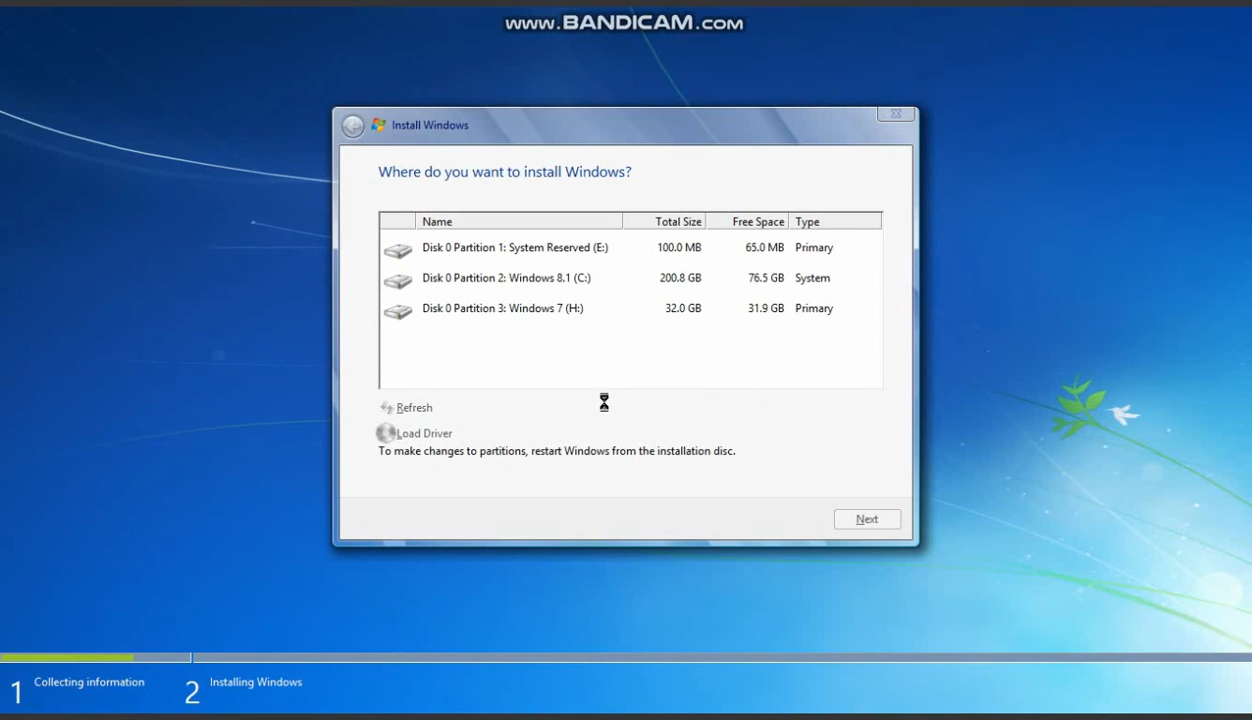 www.BANDICAM.com
Install Windows
Where do you want to install Windows?
Name Total Size Free Space Type
Disk 0 Partition 1: System Reserved (E:) 100.0 MB 65.0 MB Primary
Disk 0 Partition 2: Windows 8.1 (C:) 200.8 GB 76.5 GB System
Disk 0 Partition 3: Windows 7 (H:) 32.0 GB 31.9 GB Primary
Refresh
Load Driver
To make changes to partitions, restart Windows from the installation disc.
Next
1 Collecting information 2 Installing Windows